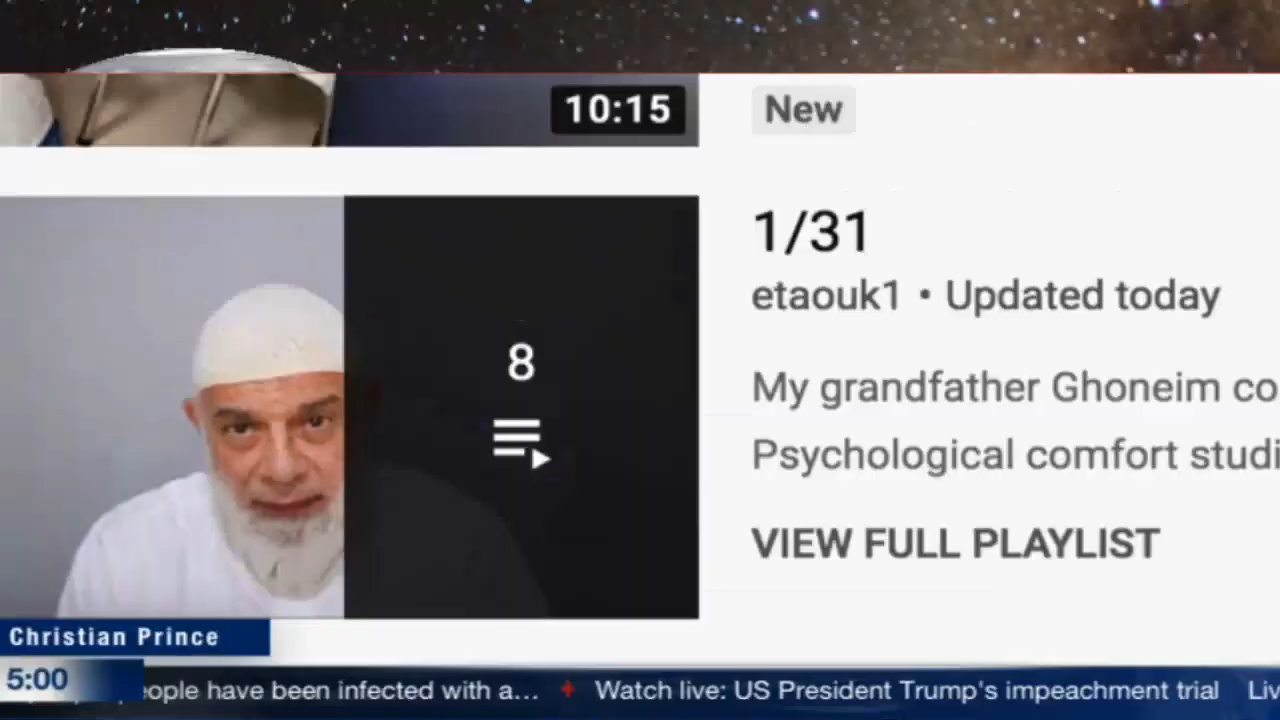 10:15
New
1/31
etaouk1 • Updated today
8
My grandfather Ghoneim co
Psychological comfort studi
VIEW FULL PLAYLIST
Christian Prince
5:00
eople have been infected with a... Watch live: US President Trump's impeachment trial Liv